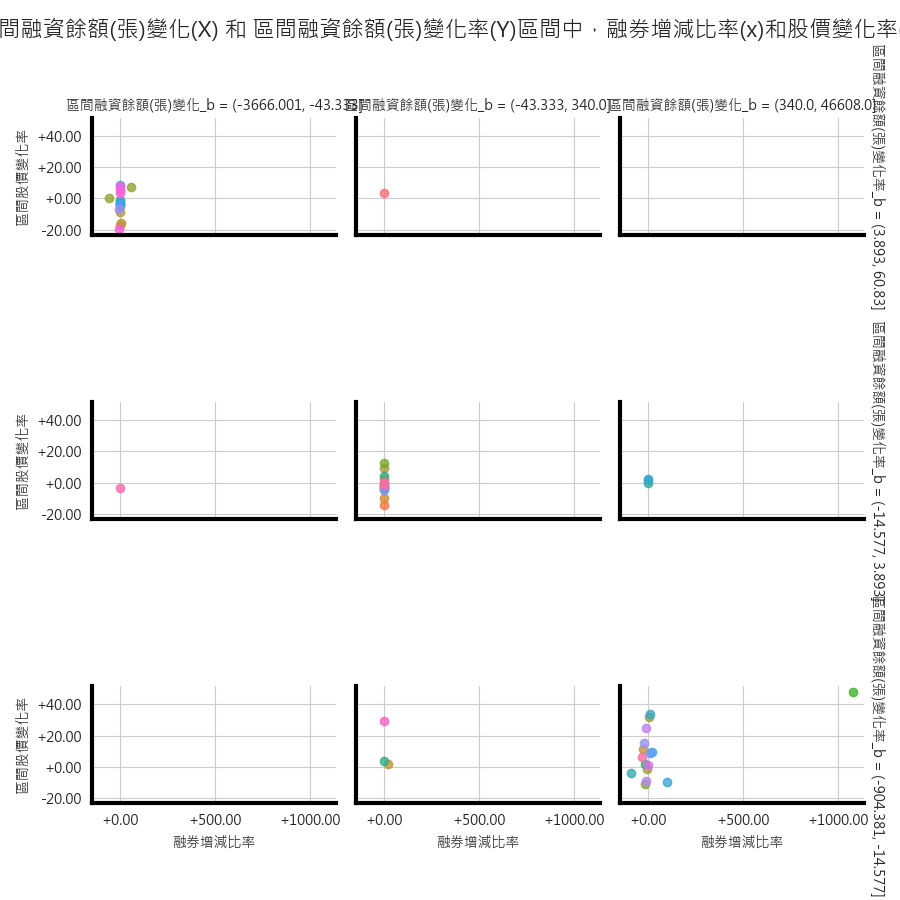 間融資餘額(張)變化(X) 和 區間融資餘額(張)變化率(Y)區間中，融券增減比率(x)和股價變化率
區間融資餘額(張)變化_b = (-3666.001, -43.333]
區間融資餘額(張)變化_b = (-43.333, 340.0]
區間融資餘額(張)變化_b = (340.0, 46608.0]
區間融資餘額(張)變化率_b = (3.893, 60.83]
區間股價變化率
+40.00
+20.00
+0.00
-20.00
區間融資餘額(張)變化率_b = (-14.577, 3.893]
區間股價變化率
+40.00
+20.00
+0.00
-20.00
區間融資餘額(張)變化率_b = (-904.381, -14.577]
區間股價變化率
+40.00
+20.00
+0.00
-20.00
+0.00 +500.00 +1000.00
+0.00 +500.00 +1000.00
+0.00 +500.00 +1000.00
融券增減比率
融券增減比率
融券增減比率